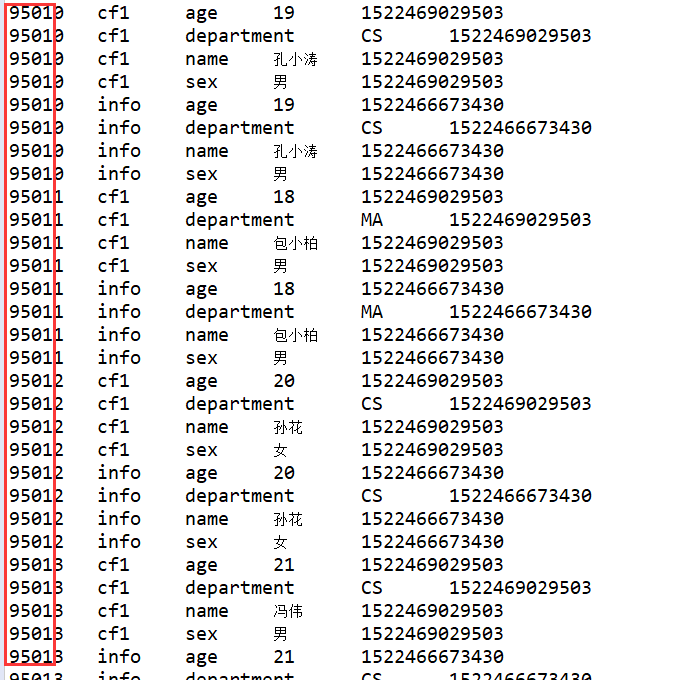 95010 cf1 age 19 1522469029503
95010 cf1 department CS 1522469029503
95010 cf1 name 孔小涛 1522469029503
95010 cf1 sex 男 1522469029503
95010 info age 19 1522466673430
95010 info department CS 1522466673430
95010 info name 孔小涛 1522466673430
95010 info sex 男 1522466673430
95011 cf1 age 18 1522469029503
95011 cf1 department MA 1522469029503
95011 cf1 name 包小柏 1522469029503
95011 cf1 sex 男 1522469029503
95011 info age 18 1522466673430
95011 info department MA 1522466673430
95011 info name 包小柏 1522466673430
95011 info sex 男 1522466673430
95012 cf1 age 20 1522469029503
95012 cf1 department CS 1522469029503
95012 cf1 name 孙花 1522469029503
95012 cf1 sex 女 1522469029503
95012 info age 20 1522466673430
95012 info department CS 1522466673430
95012 info name 孙花 1522466673430
95012 info sex 女 1522466673430
95013 cf1 age 21 1522469029503
95013 cf1 department CS 1522469029503
95013 cf1 name 冯伟 1522469029503
95013 cf1 sex 男 1522469029503
95013 info age 21 1522466673430
95013 info department CS 1522466673430